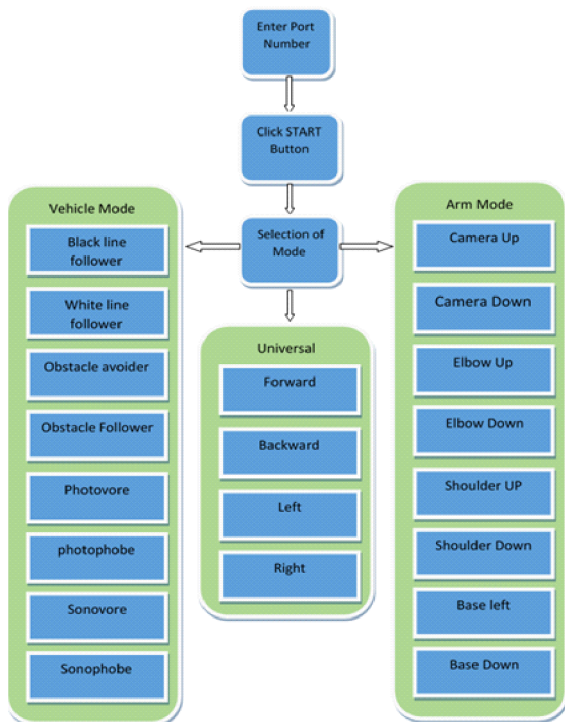 Enter Port
Number
Click START
Button
Selection of
Mode
Vehicle Mode
Black line
follower
White line
follower
Obstacle avoider
Obstacle Follower
Photovore
photophobe
Sonovore
Sonophobe
Universal
Forward
Backward
Left
Right
Arm Mode
Camera Up
Camera Down
Elbow Up
Elbow Down
Shoulder UP
Shoulder Down
Base left
Base Down